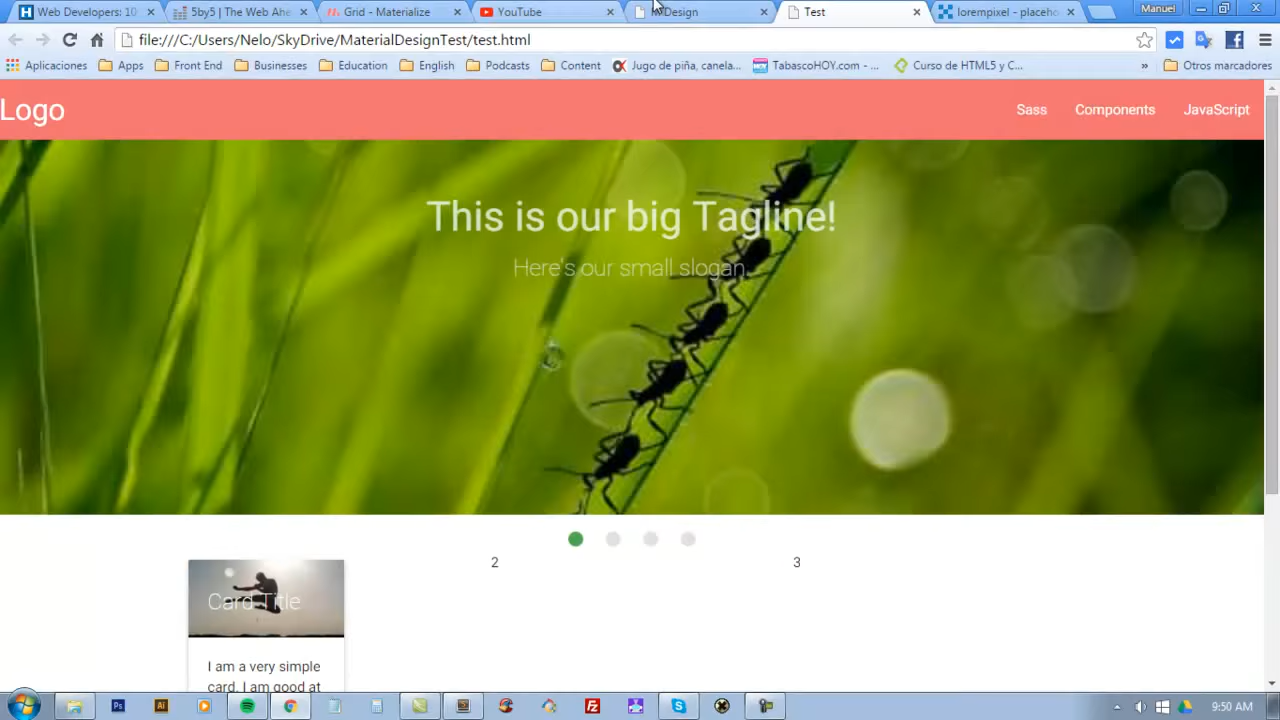 Web Developers: 10
5by5 | The Web Ahe
Grid - Materialize
YouTube
Design
Test
lorempixel - placeho
Manuel
file:///C:/Users/Nelo/SkyDrive/MaterialDesignTest/test.html
Aplicaciones
Apps
Front End
Businesses
Education
English
Podcasts
Content
Jugo de piña, canela...
TabascoHOY.com - ...
Curso de HTML5 y C...
»
Otros marcadores
Logo
Sass
Components
JavaScript
This is our big Tagline!
Here's our small slogan.
2
3
Card Title
I am a very simple
card. I am good at
9:50 AM